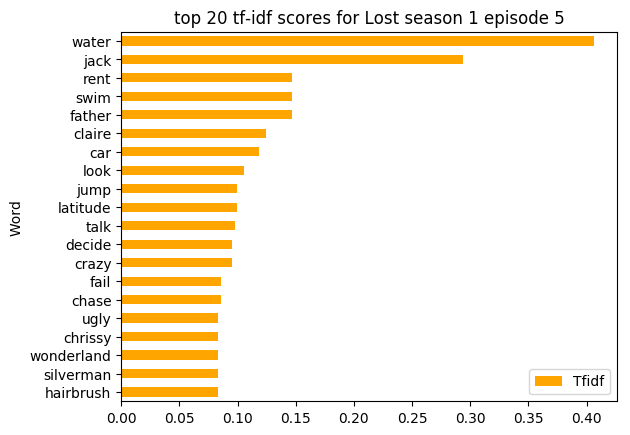 top 20 tf-idf scores for Lost season 1 episode 5
Word
water
jack
rent
swim
father
claire
car
look
jump
latitude
talk
decide
crazy
fail
chase
ugly
chrissy
wonderland
silverman
hairbrush
Tfidf
0.00 0.05 0.10 0.15 0.20 0.25 0.30 0.35 0.40